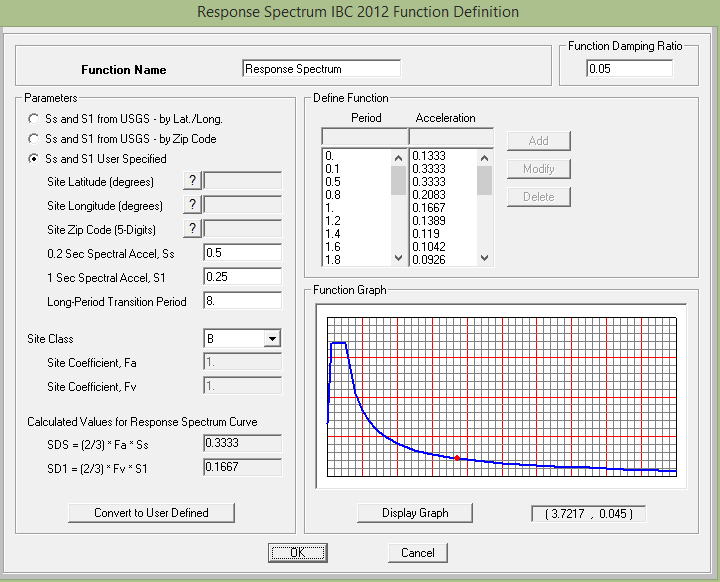 Response Spectrum IBC 2012 Function Definition
Function Name
Response Spectrum
Function Damping Ratio
0.05
Parameters
Ss and S1 from USGS - by Lat./Long.
Ss and S1 from USGS - by Zip Code
Ss and S1 User Specified
Site Latitude (degrees) ?
Site Longitude (degrees) ?
Site Zip Code (5-Digits) ?
0.2 Sec Spectral Accel, Ss 0.5
1 Sec Spectral Accel, S1 0.25
Long-Period Transition Period 8.
Site Class B
Site Coefficient, Fa 1.
Site Coefficient, Fv 1.
Calculated Values for Response Spectrum Curve
SDS = (2/3) * Fa * Ss 0.3333
SD1 = (2/3) * Fv * S1 0.1667
Convert to User Defined
Define Function
Period Acceleration
0. 0.1333
0.1 0.3333
0.5 0.3333
0.8 0.2083
1. 0.1667
1.2 0.1389
1.4 0.119
1.6 0.1042
1.8 0.0926
Add
Modify
Delete
Function Graph
Display Graph
( 3.7217 , 0.045 )
OK
Cancel